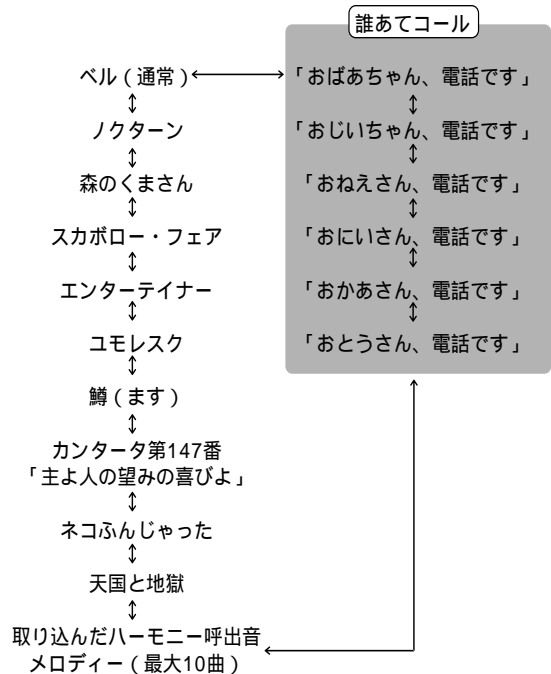 誰あてコール
ベル（通常）
ノクターン
森のくまさん
スカボロー・フェア
エンターテイナー
ユモレスク
鱒（ます）
カンタータ第147番
「主よ人の望みの喜びよ」
ネコふんじゃった
天国と地獄
取り込んだハーモニー呼出音
メロディー（最大10曲）
「おばあちゃん、電話です」
「おじいちゃん、電話です」
「おねえさん、電話です」
「おにいさん、電話です」
「おかあさん、電話です」
「おとうさん、電話です」